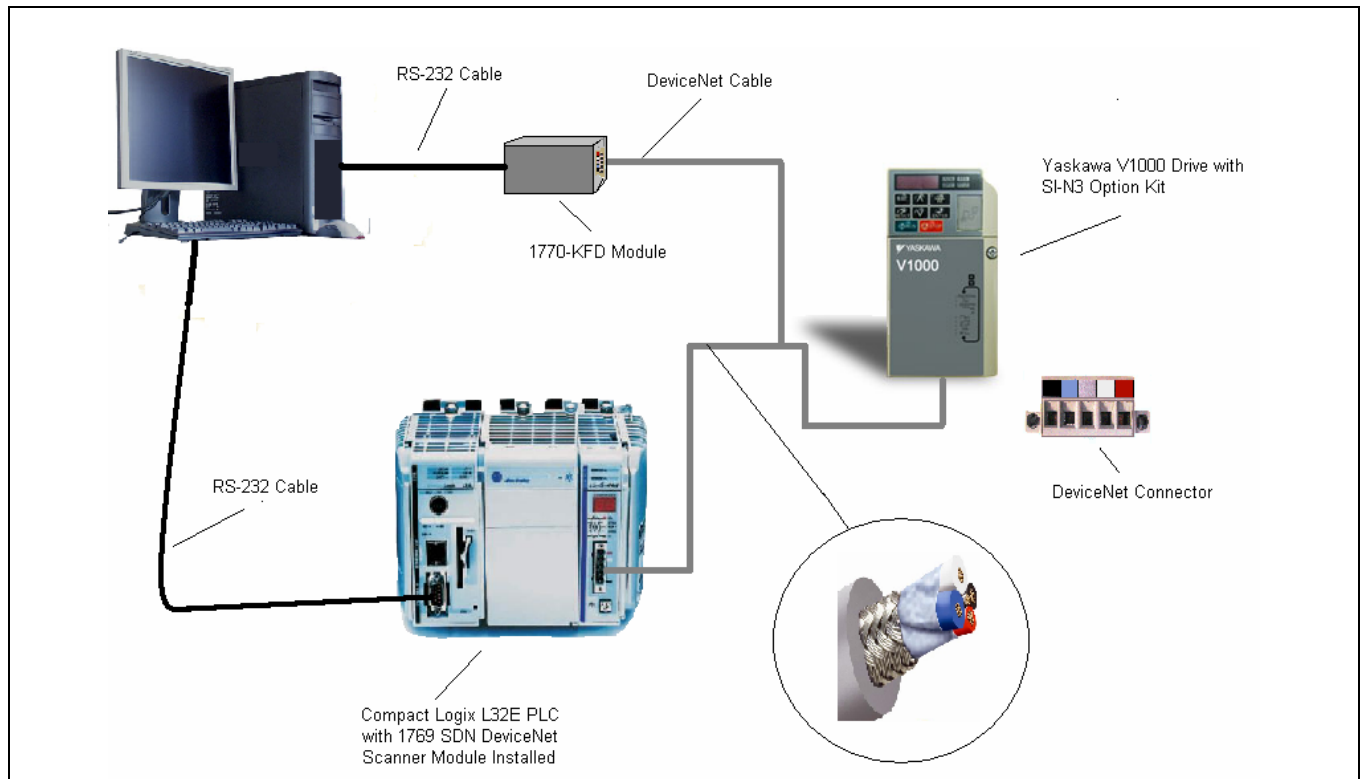 RS-232 Cable
DeviceNet Cable
1770-KFD Module
Yaskawa V1000 Drive with
SI-N3 Option Kit
YASKAWA
V1000
RS-232 Cable
DeviceNet Connector
Compact Logix L32E PLC
with 1769 SDN DeviceNet
Scanner Module Installed